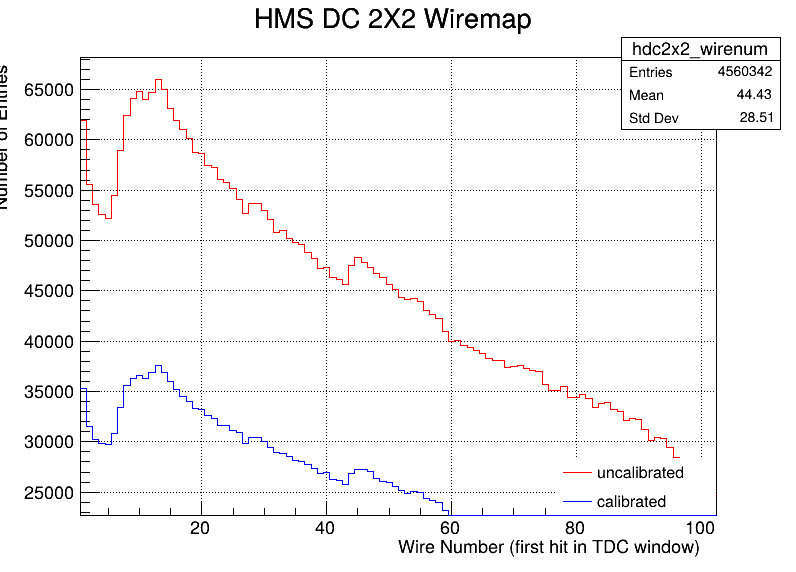 HMS DC 2X2 Wiremap
hdc2x2_wirenum
Entries 4560342
Mean 44.43
Std Dev 28.51
Number of Entries
65000
60000
55000
50000
45000
40000
35000
30000
25000
uncalibrated
calibrated
20 40 60 80 100
Wire Number (first hit in TDC window)